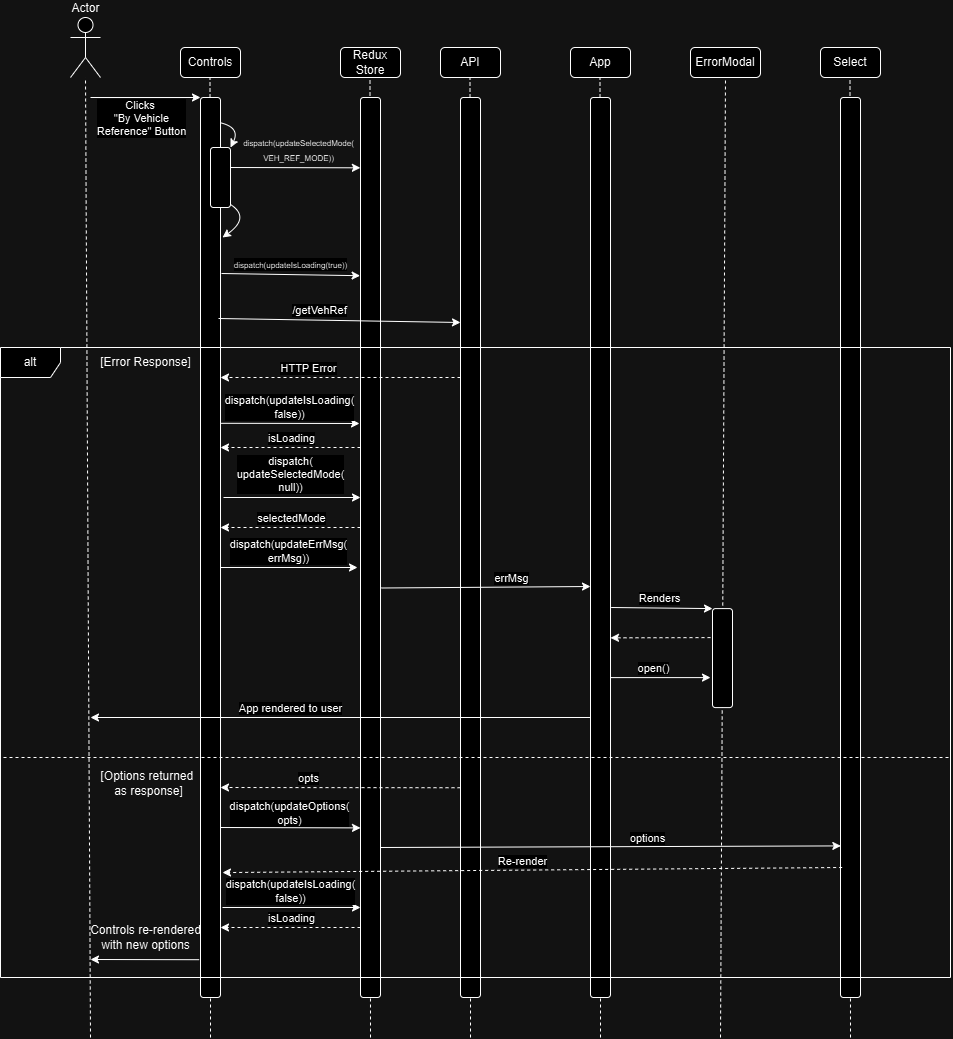 Actor
Controls
Redux
Store
API
App
ErrorModal
Select
Clicks
"By Vehicle
Reference" Button
dispatch(updateSelectedMode(
VEH_REF_MODE))
dispatch(updateIsLoading(true))
/getVehRef
alt
[Error Response]
HTTP Error
dispatch(updateIsLoading(
false))
isLoading
dispatch(
updateSelectedMode(
null))
selectedMode
dispatch(updateErrMsg(
errMsg))
errMsg
Renders
open()
App rendered to user
[Options returned
as response]
opts
dispatch(updateOptions(
opts)
options
Re-render
dispatch(updateIsLoading(
false))
isLoading
Controls re-rendered
with new options